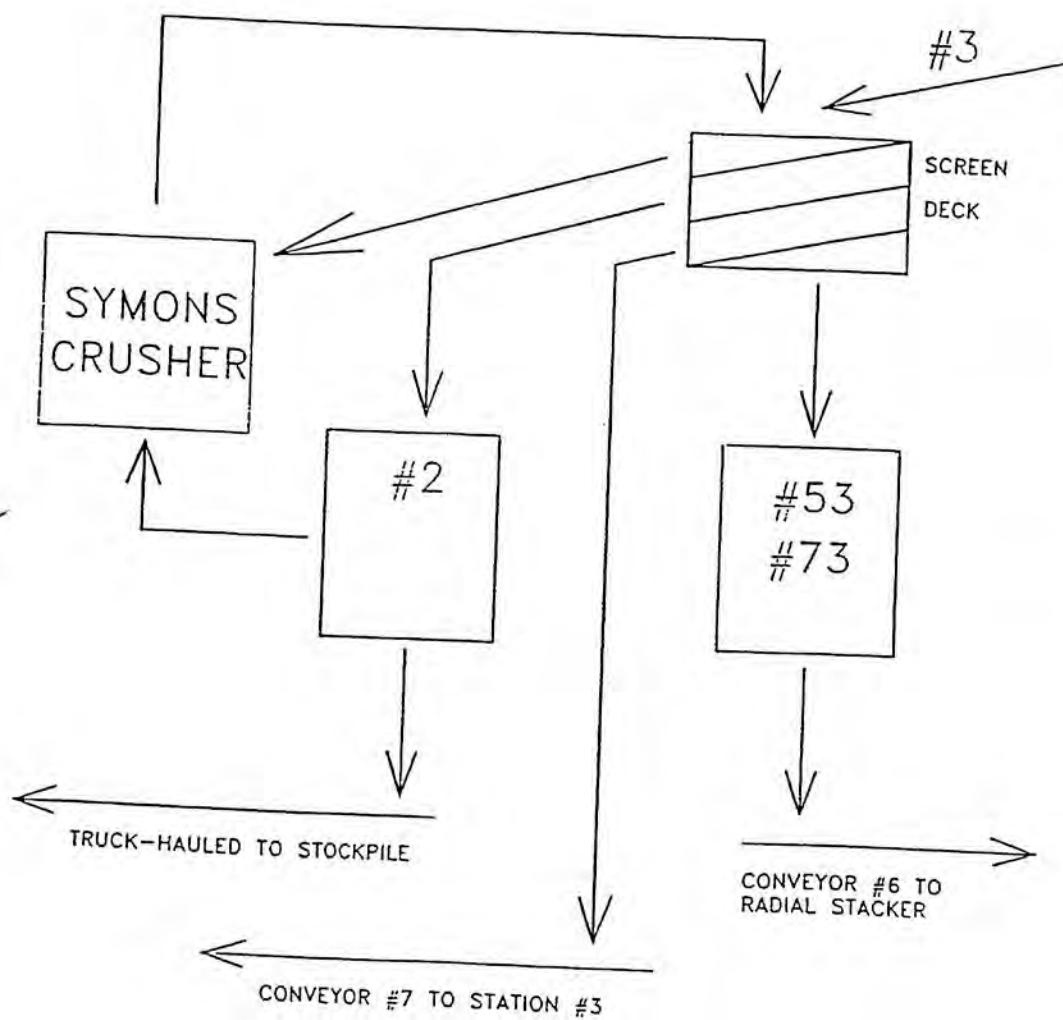 #3
SCREEN
DECK
SYMONS
CRUSHER
#2
#53
#73
TRUCK-HAULED TO STOCKPILE
CONVEYOR #6 TO
RADIAL STACKER
CONVEYOR #7 TO STATION #3